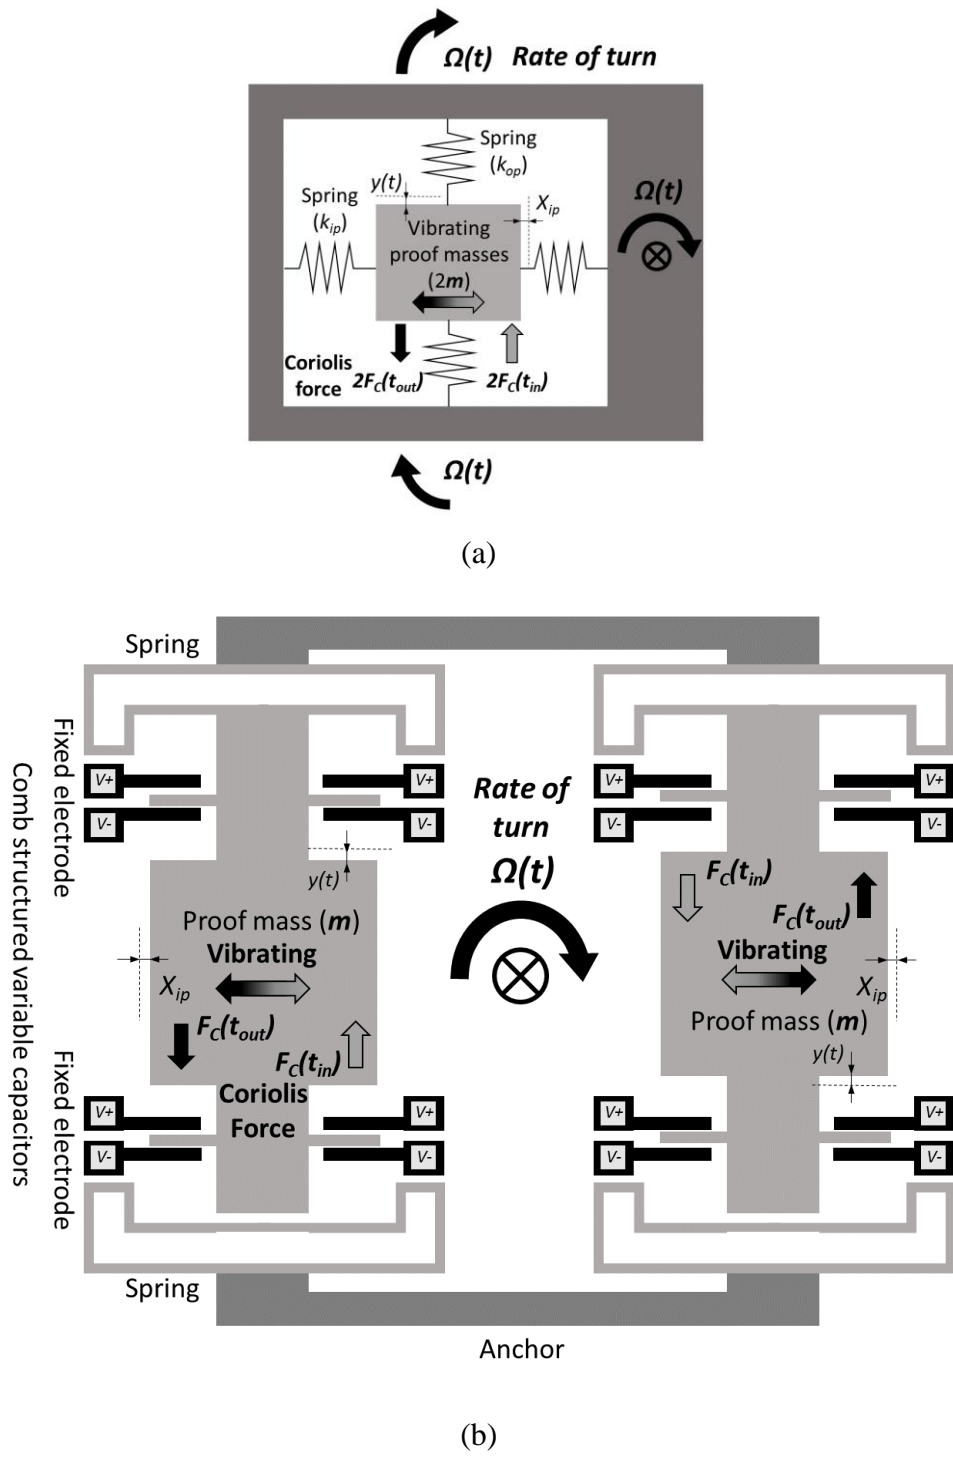 Ω(t) Rate of turn
Spring
(kop)
y(t)
Spring
(kip)
Xip
Ω(t)
Vibrating
proof masses
(2m)
Coriolis
force
2FC(tout)
2FC(tin)
Ω(t)
(a)
Spring
Fixed electrode
Comb structured variable capacitors
V+
V-
V+
V-
V+
V-
V+
V-
Rate of
turn
Ω(t)
y(t)
Proof mass (m)
Vibrating
Xip
FC(tout)
FC(tin)
Coriolis
Force
FC(tin)
FC(tout)
Vibrating
Xip
Proof mass (m)
y(t)
Fixed electrode
V+
V-
V+
V-
V+
V-
V+
V-
Spring
Anchor
(b)